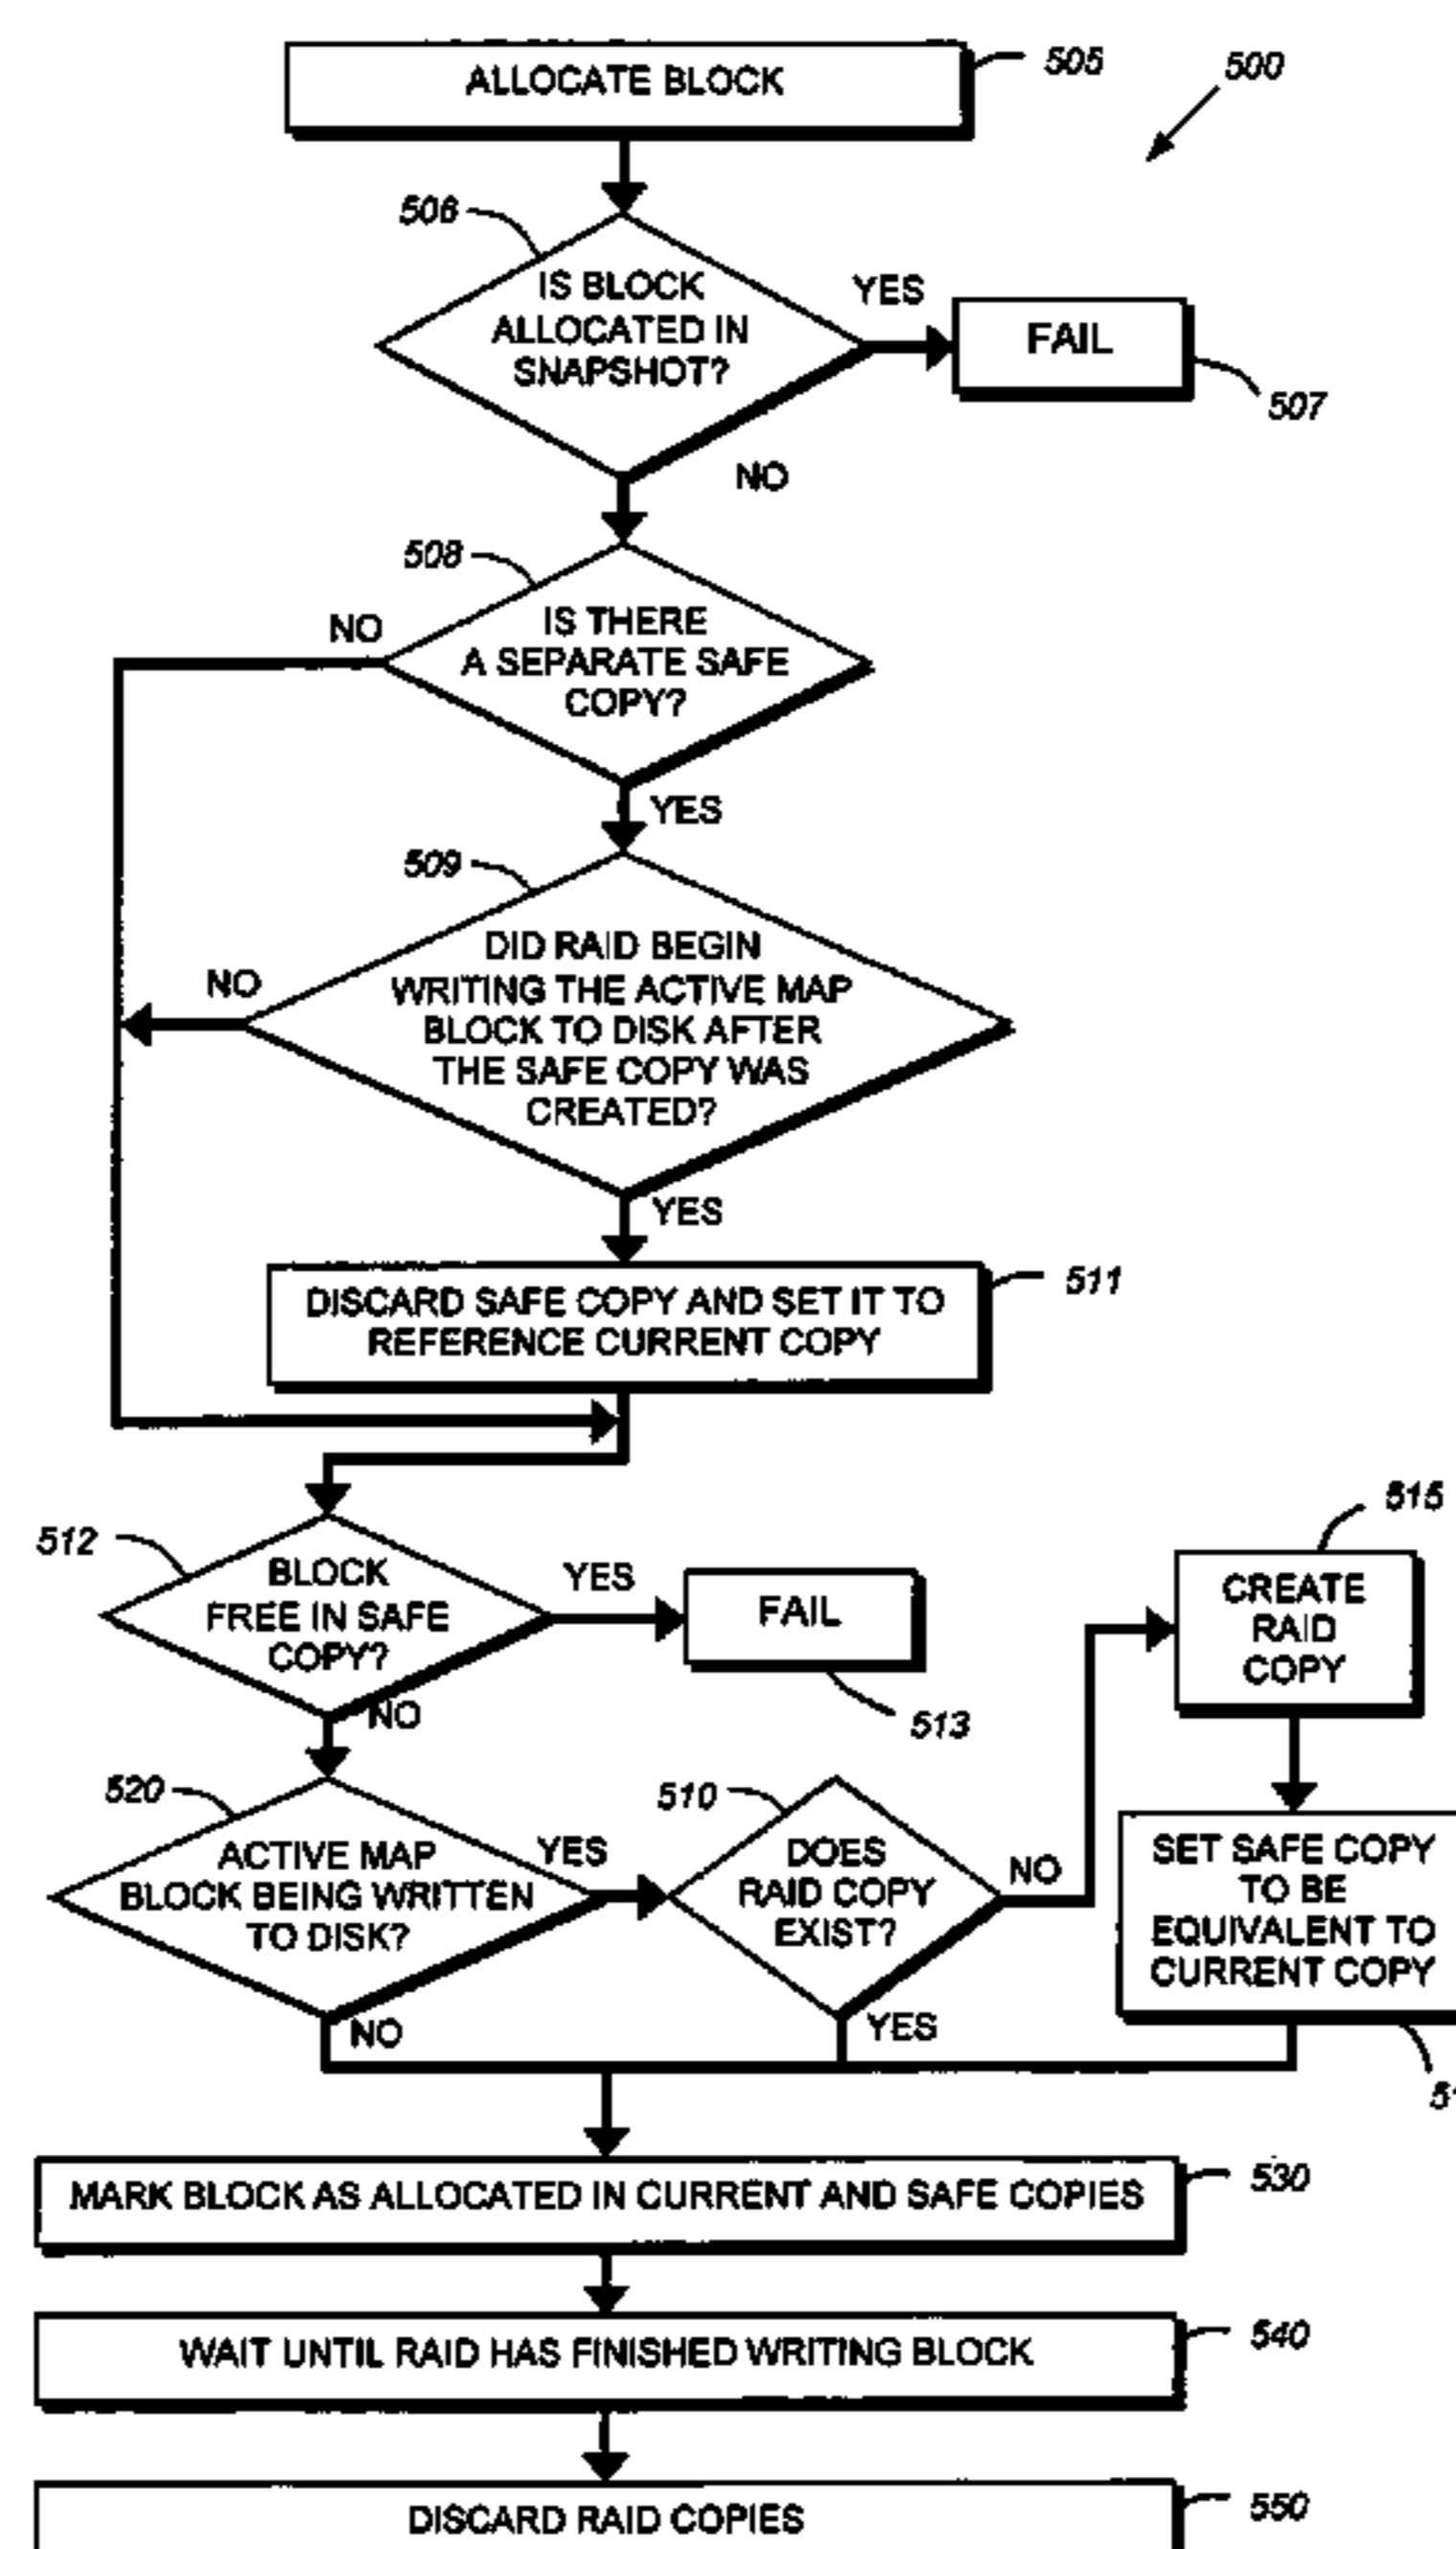 ALLOCATE BLOCK
505
500
506
IS BLOCK
ALLOCATED IN
SNAPSHOT?
YES
FAIL
507
NO
508
NO
IS THERE
A SEPARATE SAFE
COPY?
YES
509
NO
DID RAID BEGIN
WRITING THE ACTIVE MAP
BLOCK TO DISK AFTER
THE SAFE COPY WAS
CREATED?
YES
DISCARD SAFE COPY AND SET IT TO
REFERENCE CURRENT COPY
511
512
BLOCK
FREE IN SAFE
COPY?
YES
FAIL
513
NO
515
CREATE
RAID
COPY
520
ACTIVE MAP
BLOCK BEING WRITTEN
TO DISK?
YES
NO
510
DOES
RAID COPY
EXIST?
NO
YES
SET SAFE COPY
TO BE
EQUIVALENT TO
CURRENT COPY
MARK BLOCK AS ALLOCATED IN CURRENT AND SAFE COPIES
530
WAIT UNTIL RAID HAS FINISHED WRITING BLOCK
540
DISCARD RAID COPIES
550